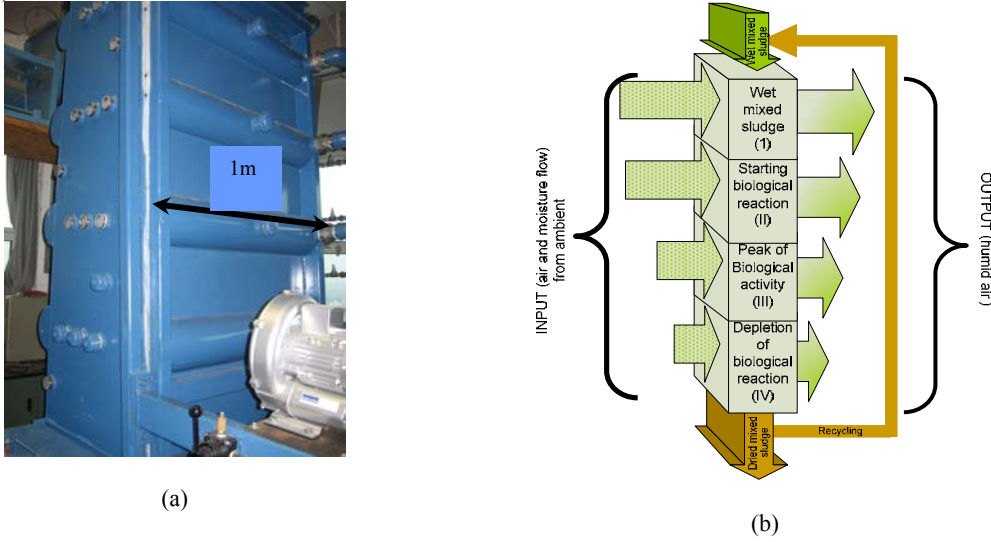 1m
(a)
Wet mixed
sludge
Wet
mixed
sludge
(1)
Starting
biological
reaction
(II)
Peak of
Biological
activity
(III)
Depletion of
biological
reaction
(IV)
INPUT (air and moisture flow)
from ambient
OUTPUT (humid air)
Dried mixed
sludge
Recycling
(b)